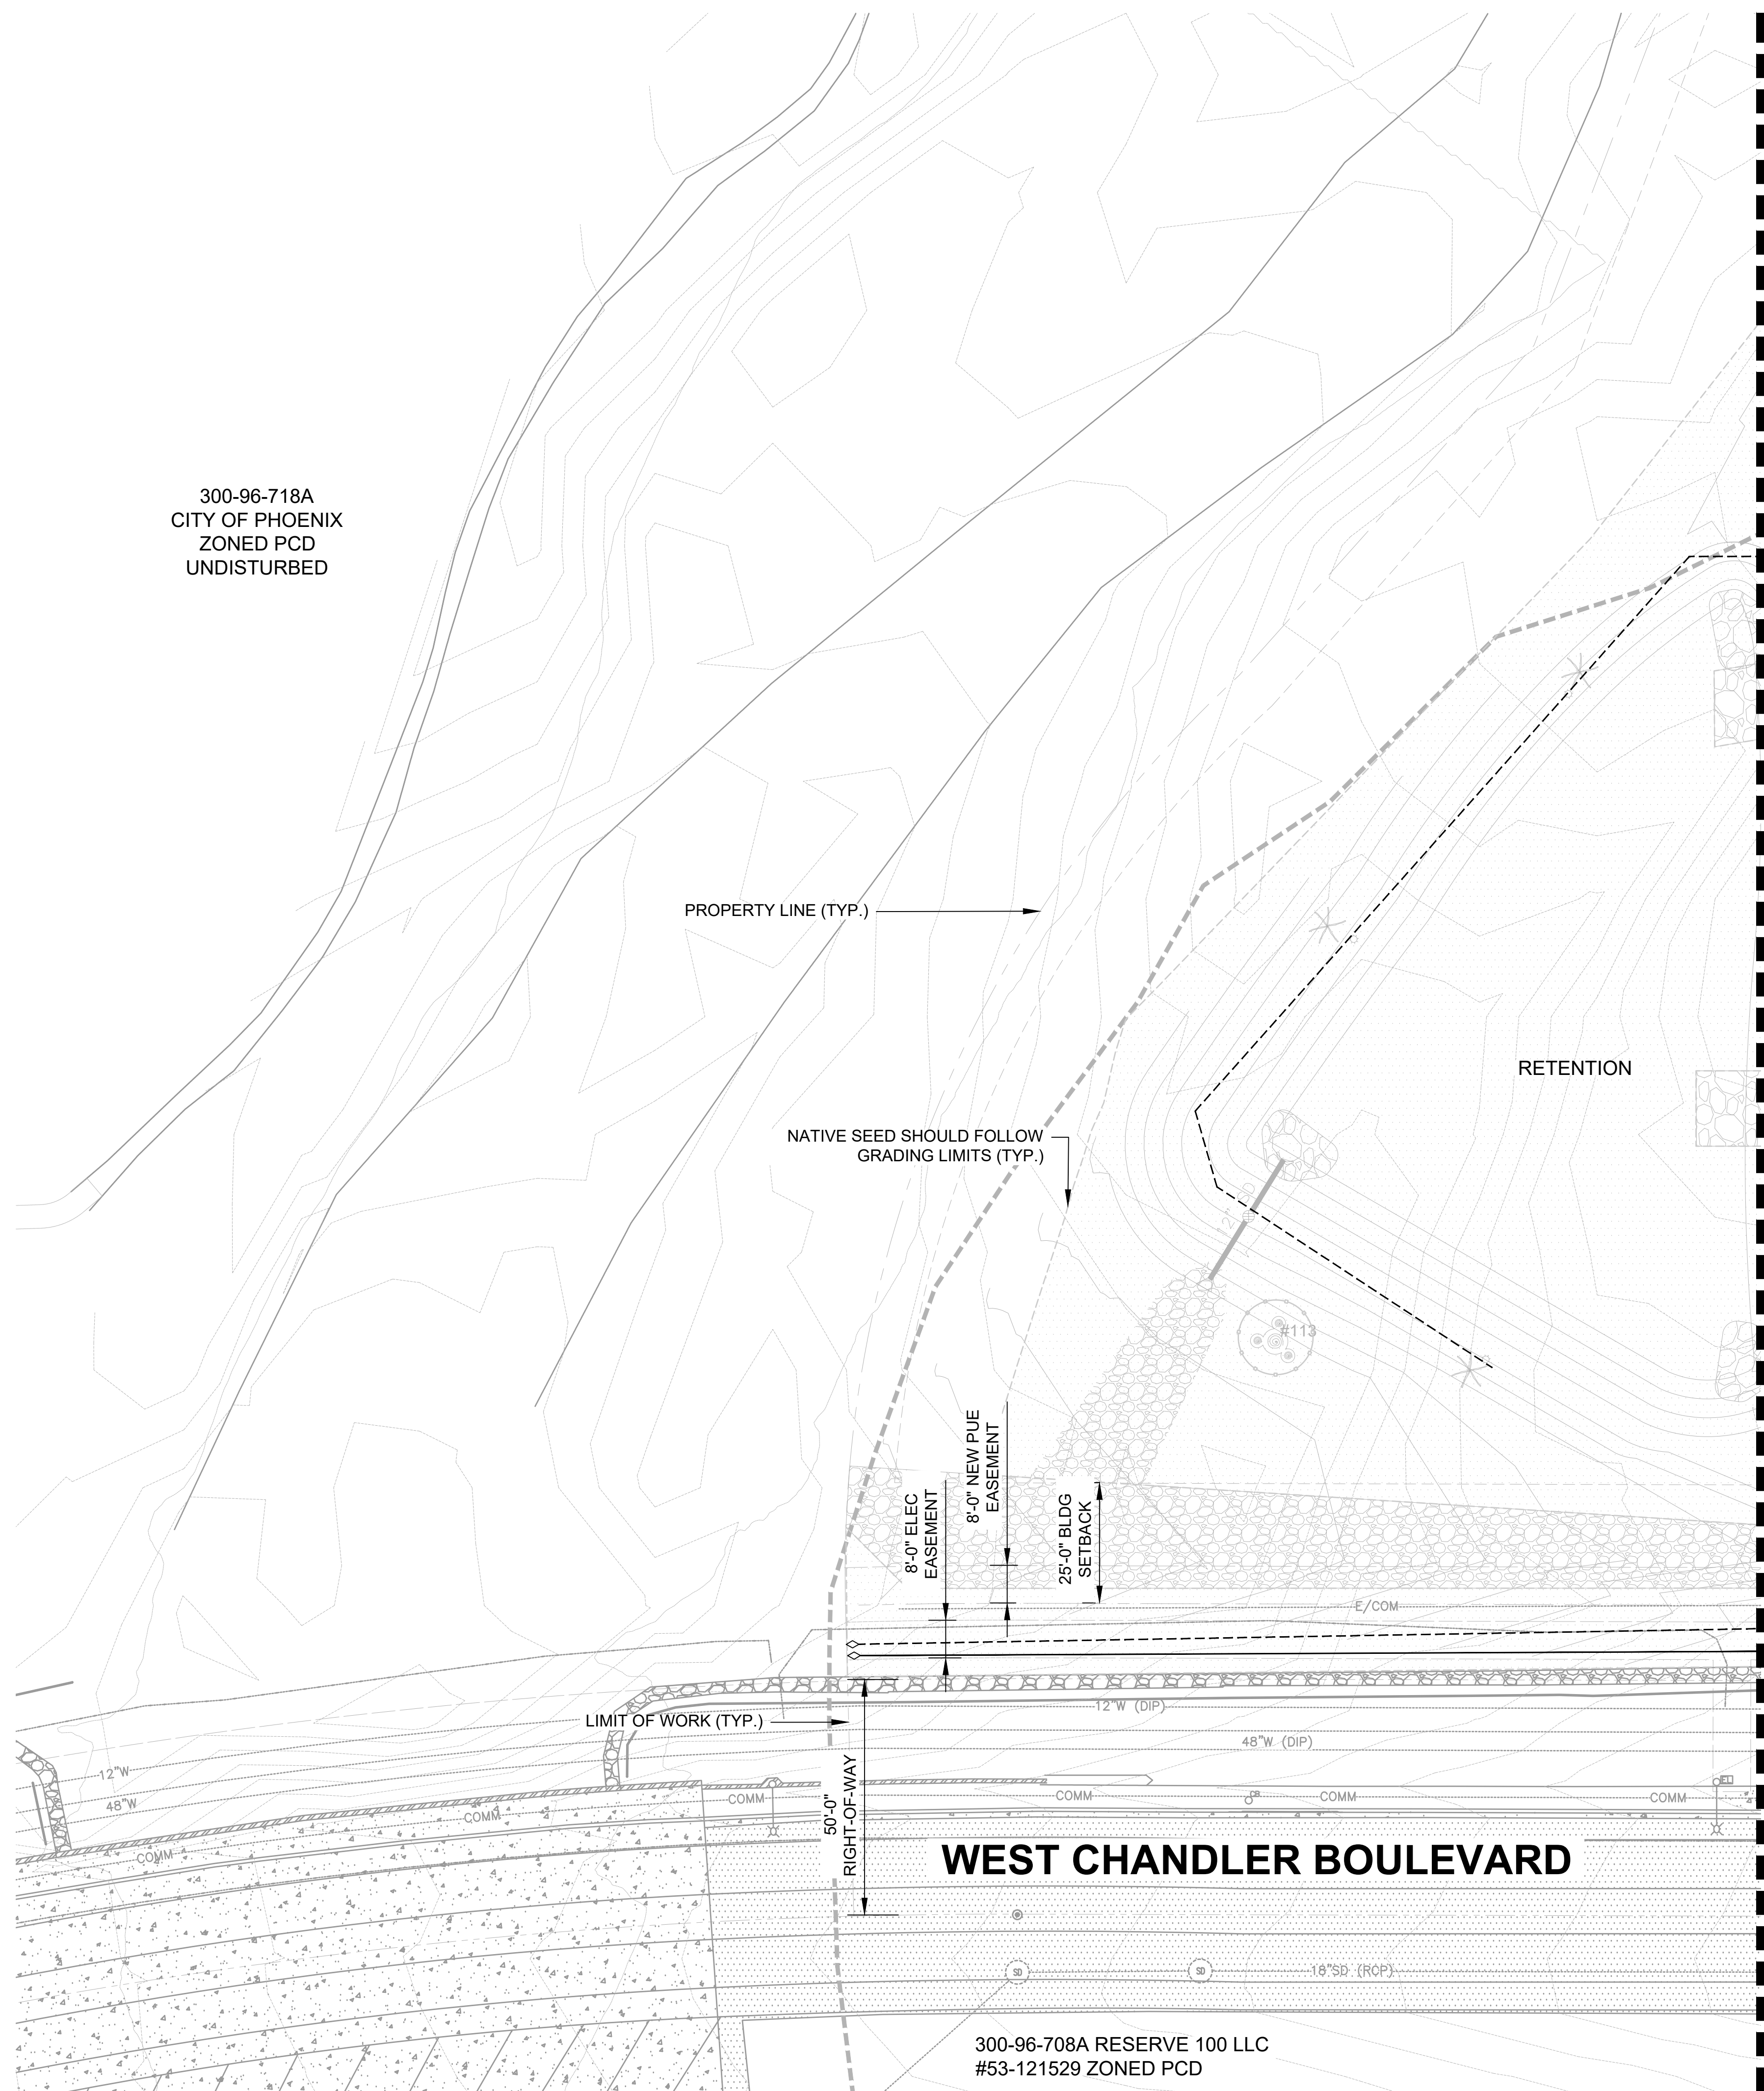 300-96-718A
CITY OF PHOENIX
ZONED PCD
UNDISTURBED
PROPERTY LINE (TYP.)
RETENTION
NATIVE SEED SHOULD FOLLOW
GRADING LIMITS (TYP.)
#113
8'-0" ELEC
EASEMENT
8'-0" NEW PUE
EASEMENT
25'-0" BLDG
SETBACK
E/COM
12"W (DIP)
LIMIT OF WORK (TYP.)
48"W (DIP)
12"W
48"W
COMM
COMM
COMM
COMM
COMM
COMM
50'-0"
RIGHT-OF-WAY
WEST CHANDLER BOULEVARD
SD
SD
18"SD (RCP)
300-96-708A RESERVE 100 LLC
#53-121529 ZONED PCD